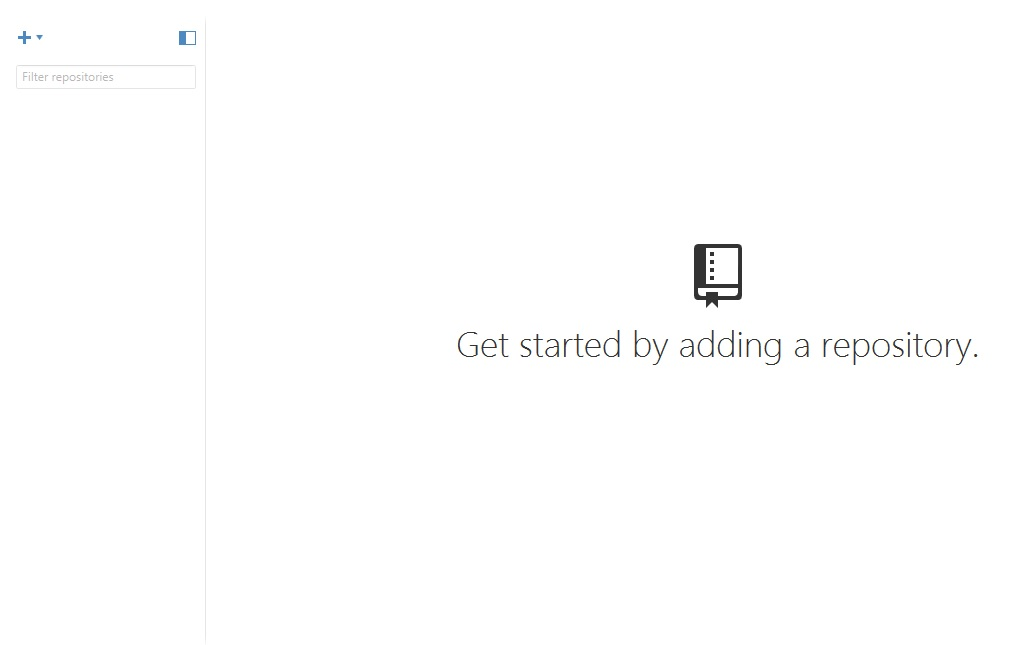 Filter repositories
Get started by adding a repository.